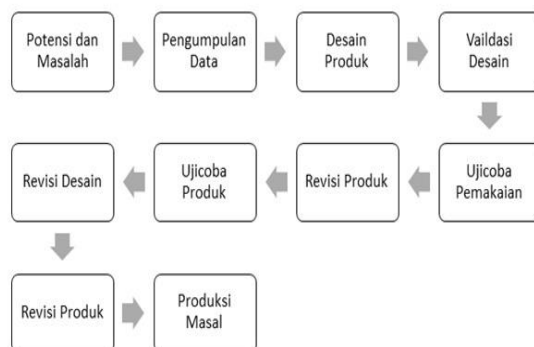 Potensi dan
Masalah
Pengumpulan
Data
Desain
Produk
Vaildasi
Desain
Ujicoba
Pemakaian
Revisi Produk
Ujicoba
Produk
Revisi Desain
Revisi Produk
Produksi
Masal